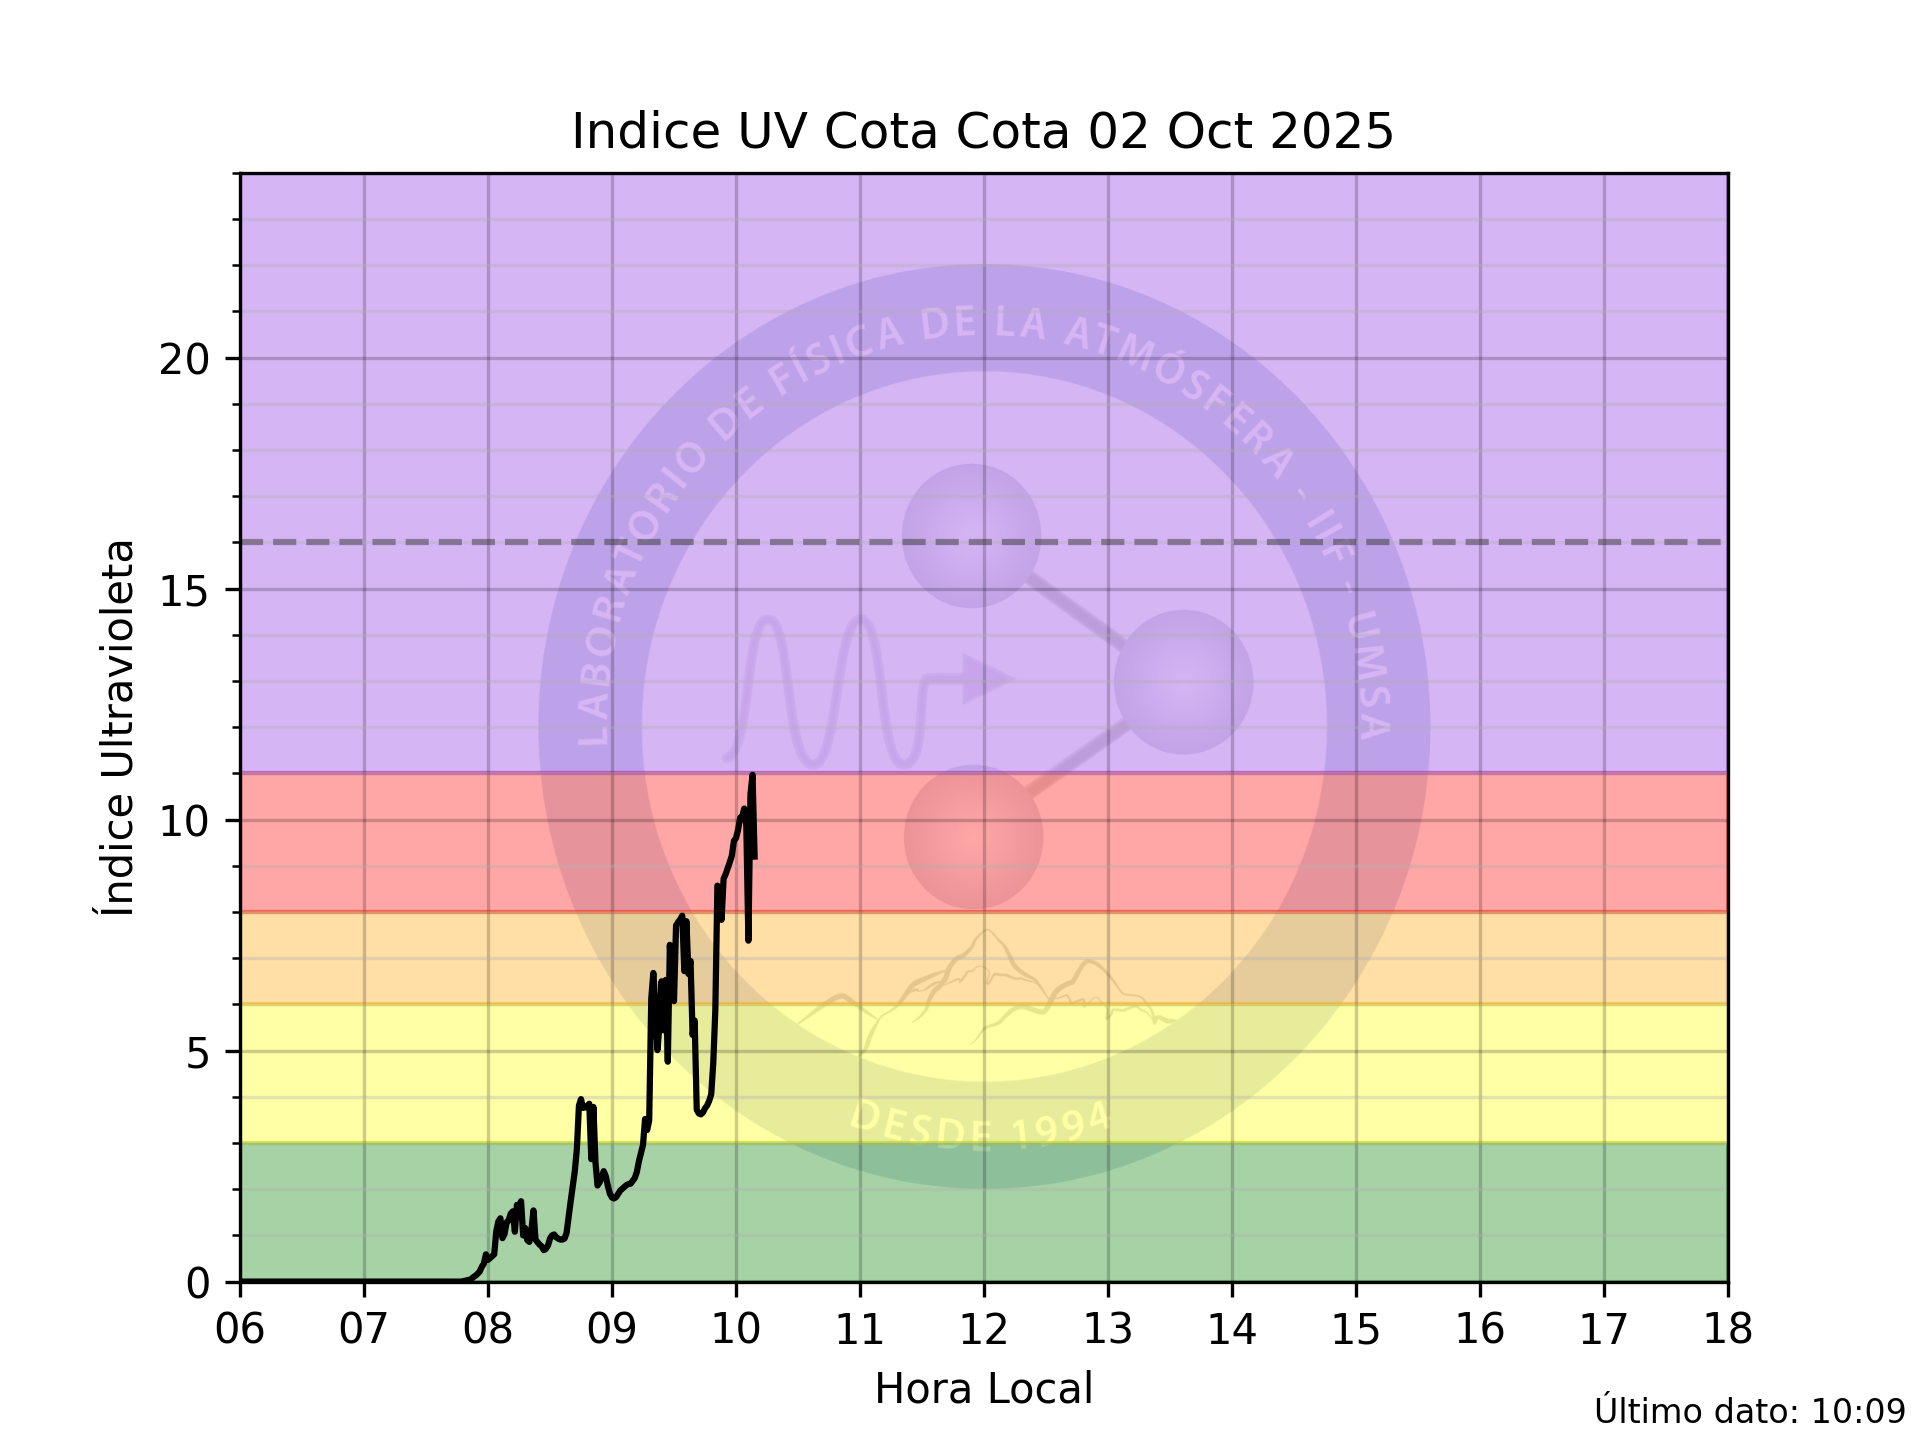 Indice UV Cota Cota 02 Oct 2025
LABORATORIO DE FÍSICA DE LA ATMÓSFERA - IIF - UMSA
DESDE 1994
Índice Ultravioleta
20
15
10
5
0
06 07 08 09 10 11 12 13 14 15 16 17 18
Hora Local
Último dato: 10:09